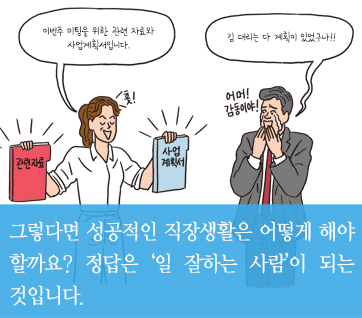 이번주 미팅을 위한 관련 자료와
사업계획서입니다.
김 대리는 다 계획이 있었구나!!
훗!
어머!
감동이야!
관련자료
사업
계획서
그렇다면 성공적인 직장생활은 어떻게 해야
할까요? 정답은 ‘일 잘하는 사람’이 되는
것입니다.